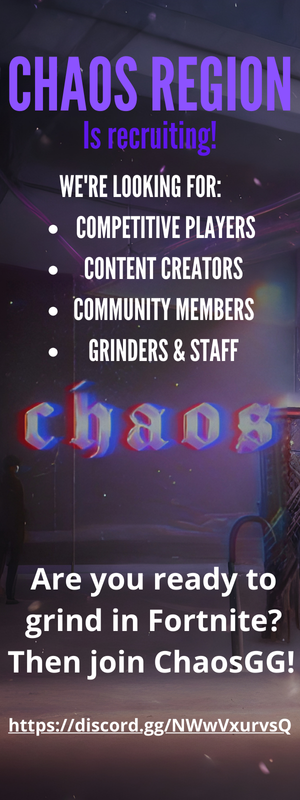 CHAOS REGION
Is recruiting!
WE'RE LOOKING FOR:
• COMPETITIVE PLAYERS
• CONTENT CREATORS
• COMMUNITY MEMBERS
• GRINDERS & STAFF
chaos
Are you ready to
grind in Fortnite?
Then join ChaosGG!
https://discord.gg/NWwVxurvsQ